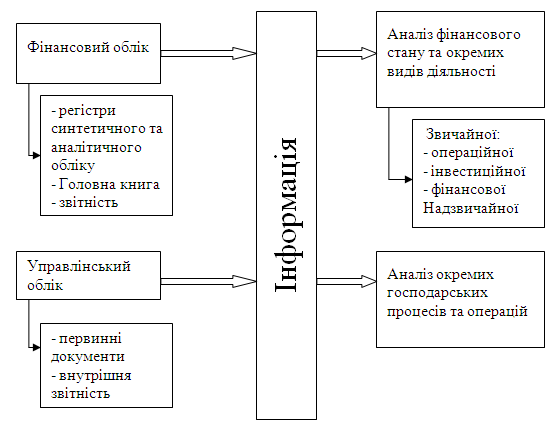 Фінансовий облік
- регістри
синтетичного та
аналітичного
обліку
- Головна книга
- звітність
Управлінський
облік
- первинні
документи
- внутрішня
звітність
Інформація
Аналіз фінансового
стану та окремих
видів діяльності
Звичайної:
- операційної
- інвестиційної
- фінансової
Надзвичайної
Аналіз окремих
господарських
процесів та операцій